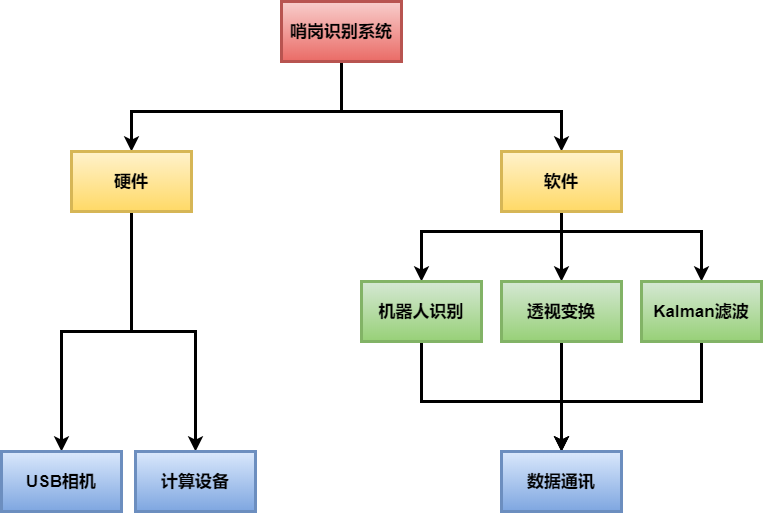 哨岗识别系统
硬件
软件
机器人识别
透视变换
Kalman滤波
USB相机
计算设备
数据通讯